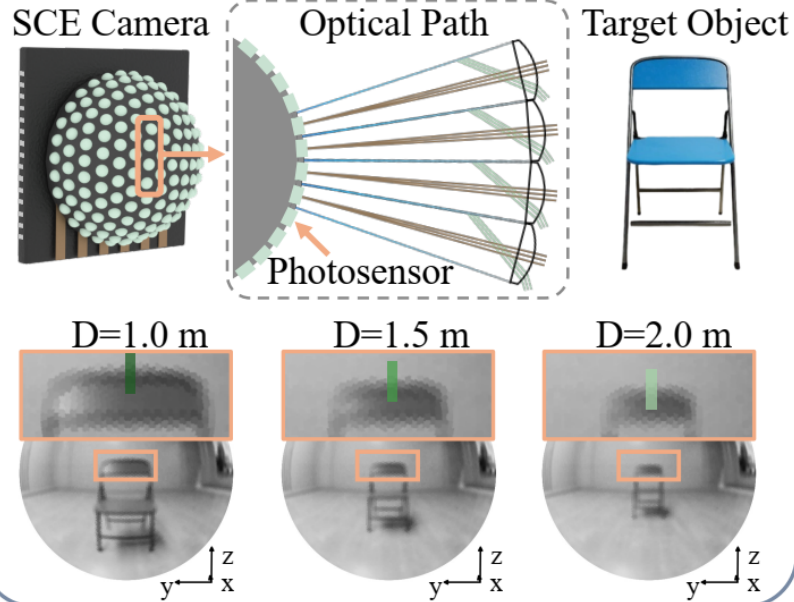 SCE Camera
Optical Path
Target Object
Photosensor
D=1.0 m
D=1.5 m
D=2.0 m
z
y
x
z
y
x
z
y
x